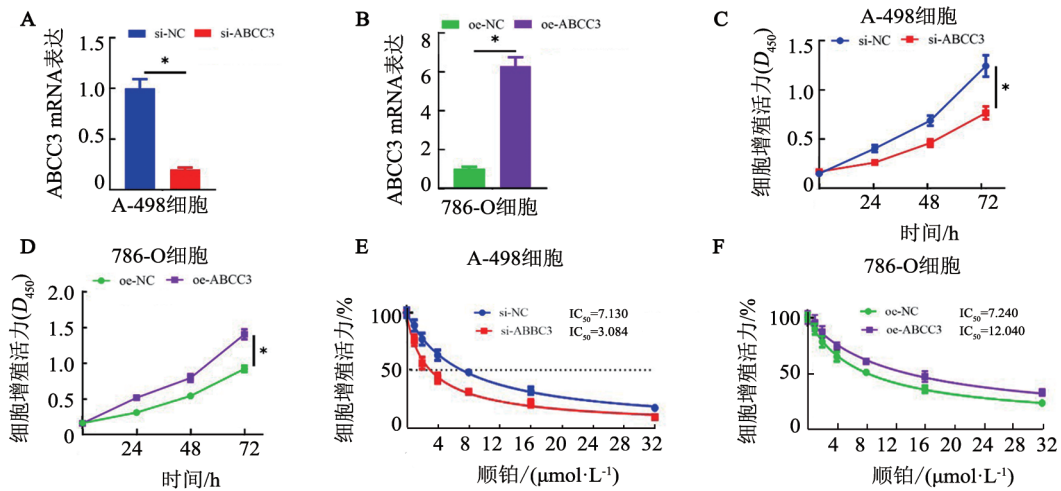 A
si-NC
si-ABCC3
ABCC3 mRNA表达
1.5
1.0
0.5
0
*
A-498细胞
B
oe-NC
oe-ABCC3
ABCC3 mRNA表达
8
6
4
2
0
*
786-O细胞
C
A-498细胞
si-NC
si-ABCC3
细胞增殖活力(D450)
1.5
1.0
0.5
0
*
24 48 72
时间/h
D
786-O细胞
oe-NC
oe-ABCC3
细胞增殖活力(D450)
2.0
1.5
1.0
0.5
0
*
24 48 72
时间/h
E
A-498细胞
si-NC IC50=7.130
si-ABBC3 IC50=3.084
细胞增殖活力/%
100
50
0
4 8 12 16 20 24 28 32
顺铂/(μmol·L-1)
F
786-O细胞
oe-NC IC50=7.240
oe-ABCC3 IC50=12.040
细胞增殖活力/%
100
50
0
4 8 12 16 20 24 28 32
顺铂/(μmol·L-1)